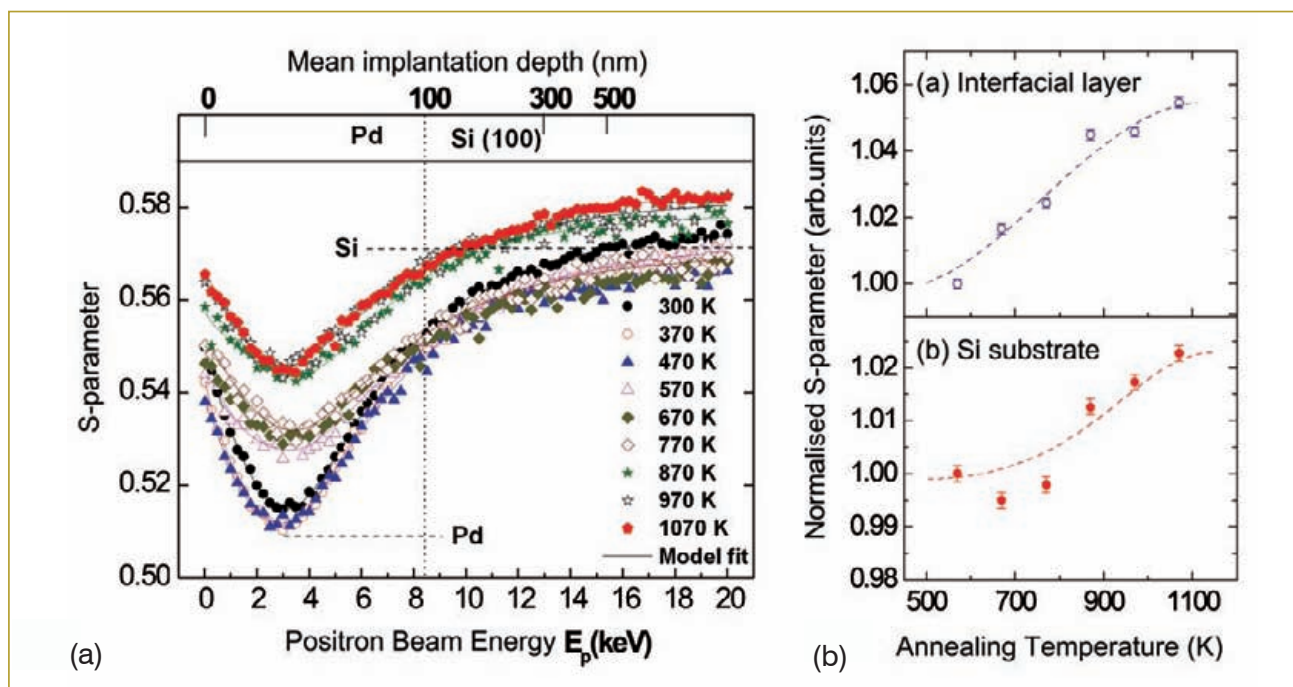 Mean implantation depth (nm)
0 100 300 500
Pd Si (100)
S-parameter
0.58
0.56
0.54
0.52
0.50
Si
Pd
300 K
370 K
470 K
570 K
670 K
770 K
870 K
970 K
1070 K
Model fit
0 2 4 6 8 10 12 14 16 18 20
Positron Beam Energy E_p(keV)
(a)
Normalised S-parameter (arb.units)
(a) Interfacial layer
1.06
1.04
1.02
1.00
(b) Si substrate
1.02
1.01
1.00
0.99
0.98
500 700 900 1100
Annealing Temperature (K)
(b)